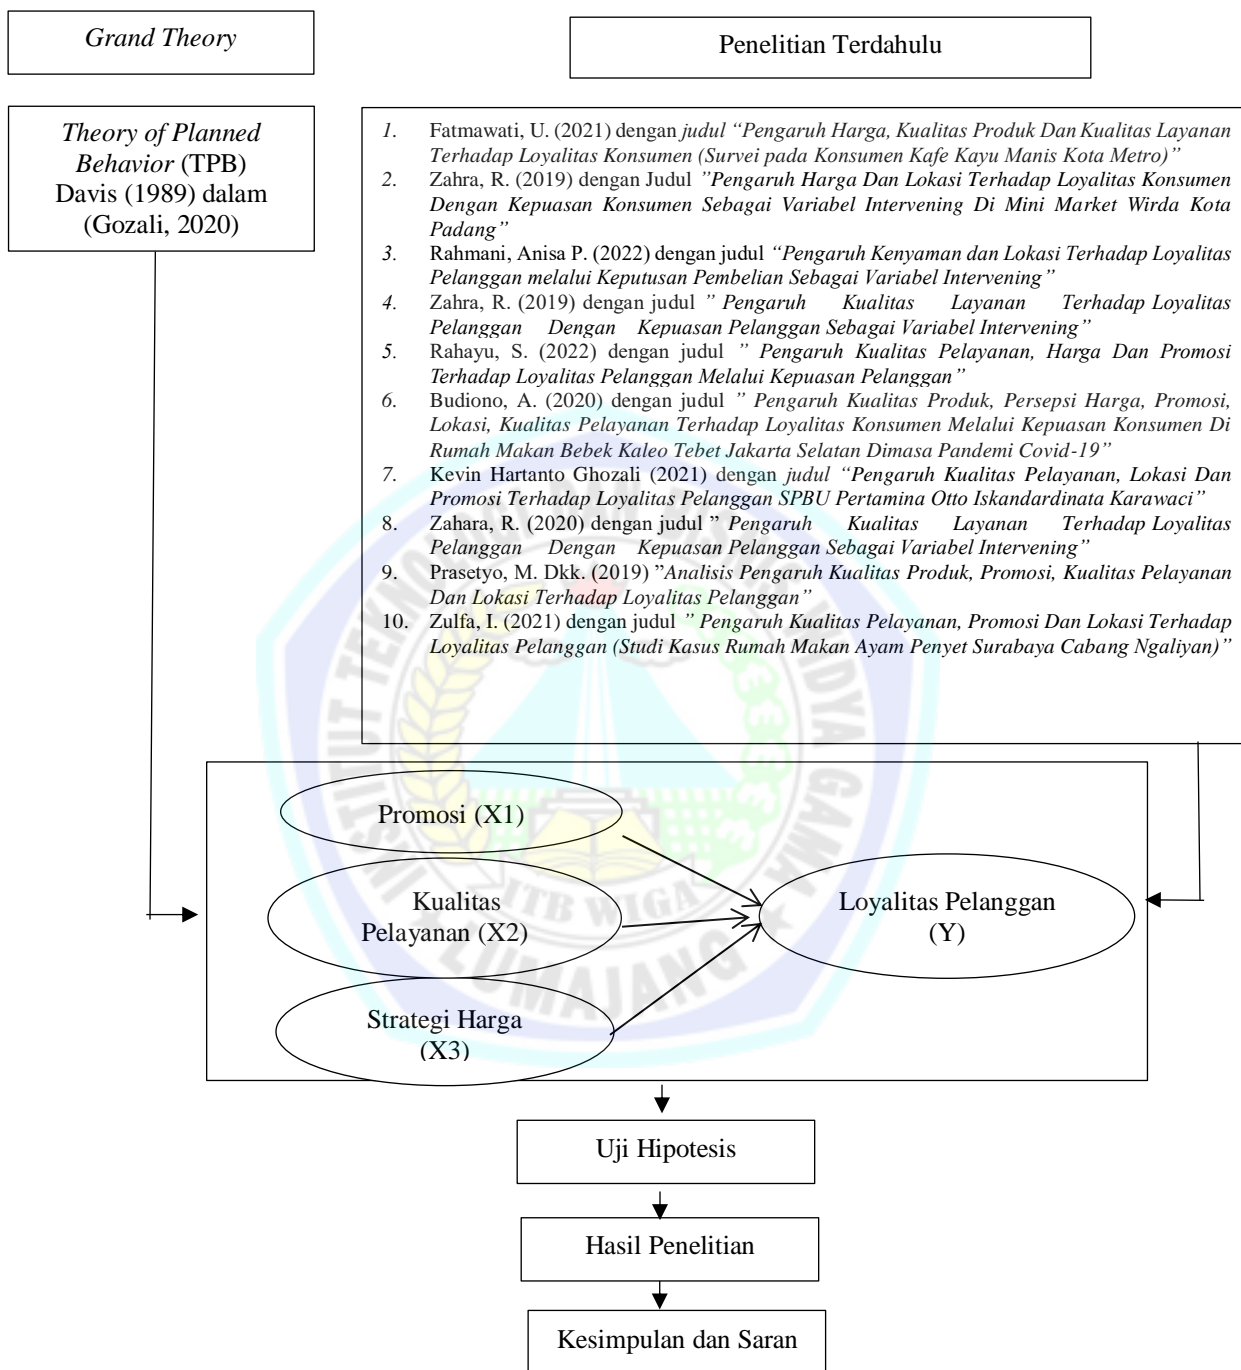 Grand Theory
Penelitian Terdahulu
Theory of Planned
Behavior (TPB)
Davis (1989) dalam
(Gozali, 2020)
1. Fatmawati, U. (2021) dengan judul “Pengaruh Harga, Kualitas Produk Dan Kualitas Layanan
Terhadap Loyalitas Konsumen (Survei pada Konsumen Kafe Kayu Manis Kota Metro)”
2. Zahra, R. (2019) dengan Judul ”Pengaruh Harga Dan Lokasi Terhadap Loyalitas Konsumen
Dengan Kepuasan Konsumen Sebagai Variabel Intervening Di Mini Market Wirda Kota
Padang”
3. Rahmani, Anisa P. (2022) dengan judul “Pengaruh Kenyaman dan Lokasi Terhadap Loyalitas
Pelanggan melalui Keputusan Pembelian Sebagai Variabel Intervening”
4. Zahra, R. (2019) dengan judul ” Pengaruh Kualitas Layanan Terhadap Loyalitas
Pelanggan Dengan Kepuasan Pelanggan Sebagai Variabel Intervening”
5. Rahayu, S. (2022) dengan judul ” Pengaruh Kualitas Pelayanan, Harga Dan Promosi
Terhadap Loyalitas Pelanggan Melalui Kepuasan Pelanggan”
6. Budiono, A. (2020) dengan judul ” Pengaruh Kualitas Produk, Persepsi Harga, Promosi,
Lokasi, Kualitas Pelayanan Terhadap Loyalitas Konsumen Melalui Kepuasan Konsumen Di
Rumah Makan Bebek Kaleo Tebet Jakarta Selatan Dimasa Pandemi Covid-19”
7. Kevin Hartanto Ghozali (2021) dengan judul “Pengaruh Kualitas Pelayanan, Lokasi Dan
Promosi Terhadap Loyalitas Pelanggan SPBU Pertamina Otto Iskandardinata Karawaci”
8. Zahara, R. (2020) dengan judul ” Pengaruh Kualitas Layanan Terhadap Loyalitas
Pelanggan Dengan Kepuasan Pelanggan Sebagai Variabel Intervening”
9. Prasetyo, M. Dkk. (2019) ”Analisis Pengaruh Kualitas Produk, Promosi, Kualitas Pelayanan
Dan Lokasi Terhadap Loyalitas Pelanggan”
10. Zulfa, I. (2021) dengan judul ” Pengaruh Kualitas Pelayanan, Promosi Dan Lokasi Terhadap
Loyalitas Pelanggan (Studi Kasus Rumah Makan Ayam Penyet Surabaya Cabang Ngaliyan)”
INSTITUT TEKNOLOGI DAN BISNIS WIDYA GAMA
ITB WIGA
LUMAJANG
Promosi (X1)
Kualitas
Pelayanan (X2)
Strategi Harga
(X3)
Loyalitas Pelanggan
(Y)
Uji Hipotesis
Hasil Penelitian
Kesimpulan dan Saran